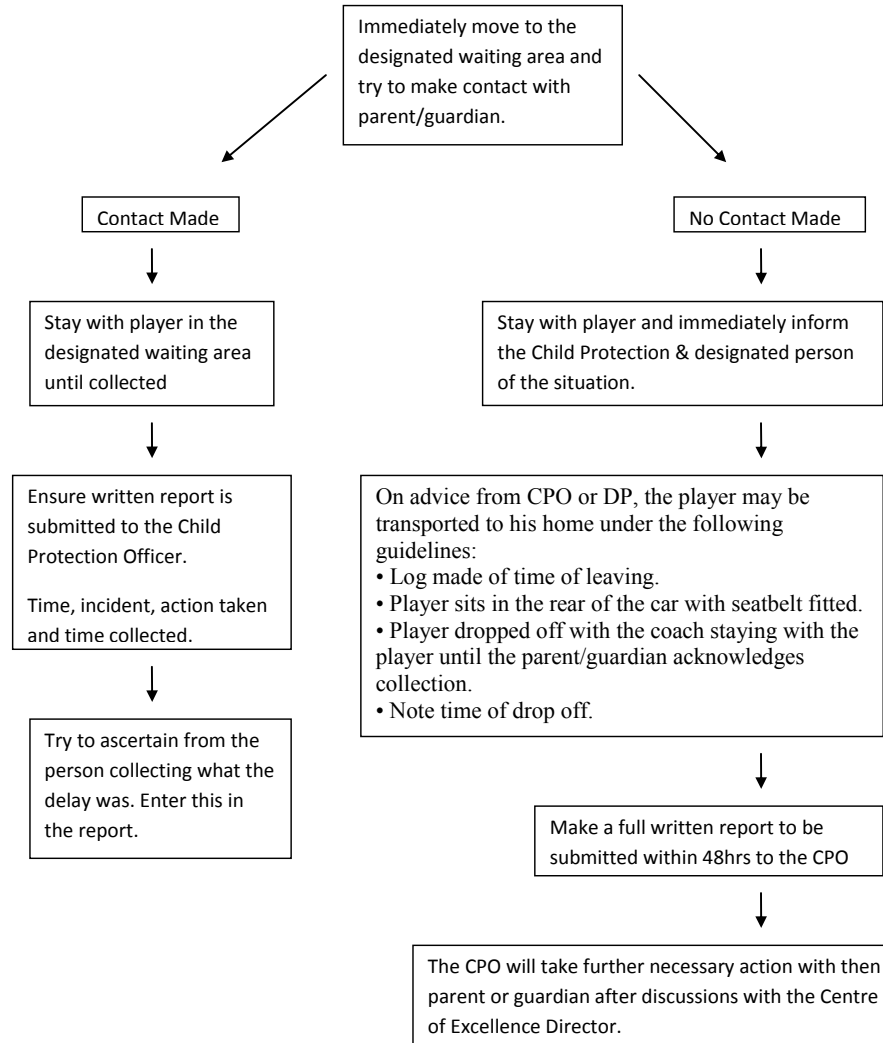 Immediately move to the
designated waiting area and
try to make contact with
parent/guardian.
Contact Made
Stay with player in the
designated waiting area
until collected
Ensure written report is
submitted to the Child
Protection Officer.
Time, incident, action taken
and time collected.
Try to ascertain from the
person collecting what the
delay was. Enter this in
the report.
No Contact Made
Stay with player and immediately inform
the Child Protection & designated person
of the situation.
On advice from CPO or DP, the player may be
transported to his home under the following
guidelines:
• Log made of time of leaving.
• Player sits in the rear of the car with seatbelt fitted.
• Player dropped off with the coach staying with the
player until the parent/guardian acknowledges
collection.
• Note time of drop off.
Make a full written report to be
submitted within 48hrs to the CPO
The CPO will take further necessary action with then
parent or guardian after discussions with the Centre
of Excellence Director.